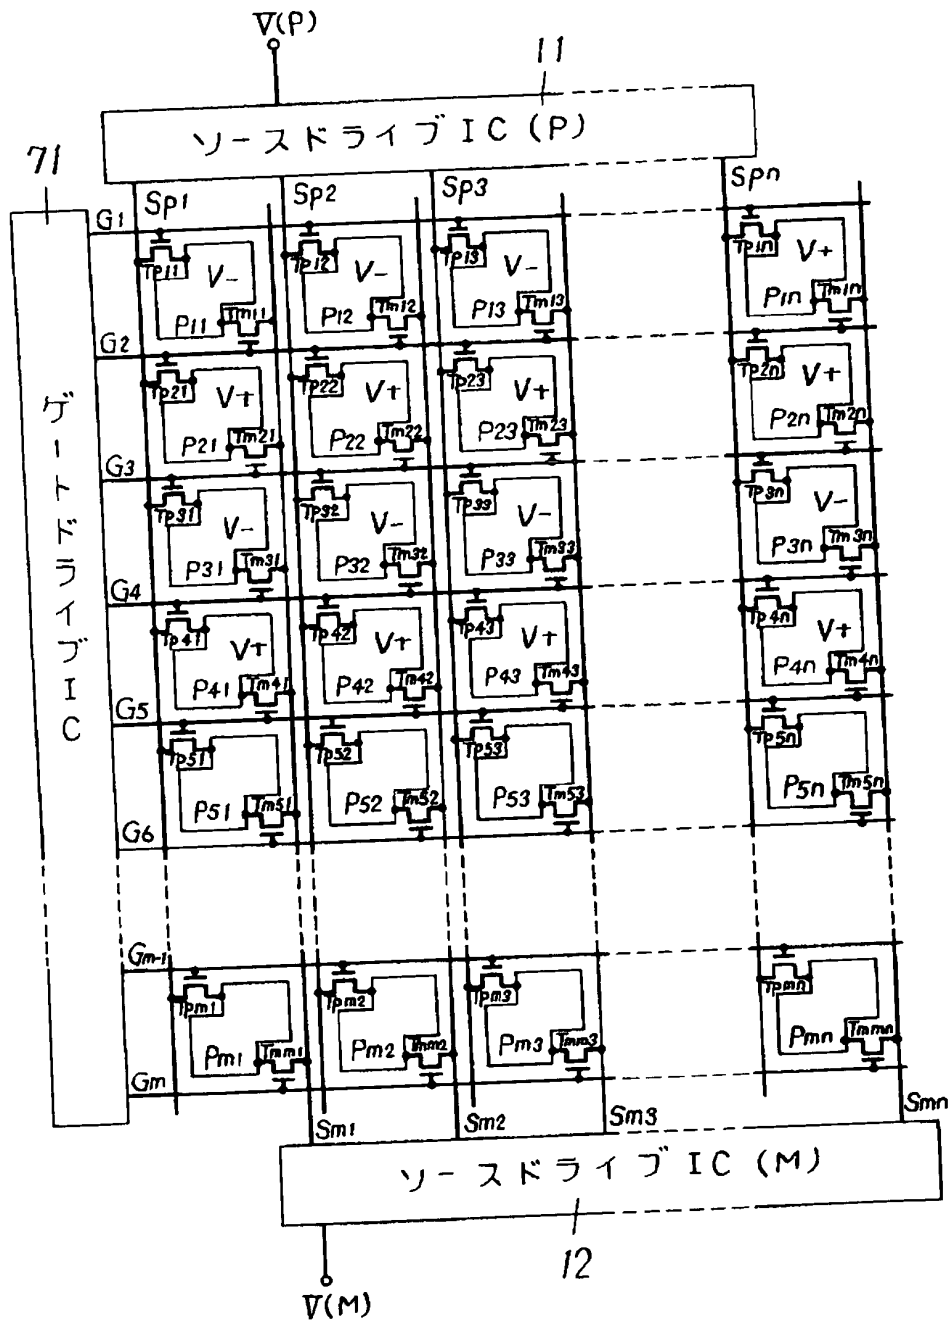 V(P)
11
ソースドライブIC(P)
71
Sp1 Sp2 Sp3 Spn
G1
Tp11 Tp12 Tp13 Tp1n
V- V- V- V+
P11 Tm11 P12 Tm12 P13 Tm13 P1n Tm1n
G2
Tp21 Tp22 Tp23 Tp2n
V+ V+ V+ V+
P21 Tm21 P22 Tm22 P23 Tm23 P2n Tm2n
G3
Tp31 Tp32 Tp33 Tp3n
V- V- V- V-
P31 Tm31 P32 Tm32 P33 Tm33 P3n Tm3n
G4
Tp41 Tp42 Tp43 Tp4n
V+ V+ V+ V+
P41 Tm41 P42 Tm42 P43 Tm43 P4n Tm4n
G5
Tp51 Tp52 Tp53 Tp5n
P51 Tm51 P52 Tm52 P53 Tm53 P5n Tm5n
G6
ゲートドライブIC
Gm-1
Tpm1 Tpm2 Tpm3 Tpmn
Pm1 Tmm1 Pm2 Tmm2 Pm3 Tmm3 Pmn Tmmn
Gm
Sm1 Sm2 Sm3 Smn
ソースドライブIC(M)
12
V(M)